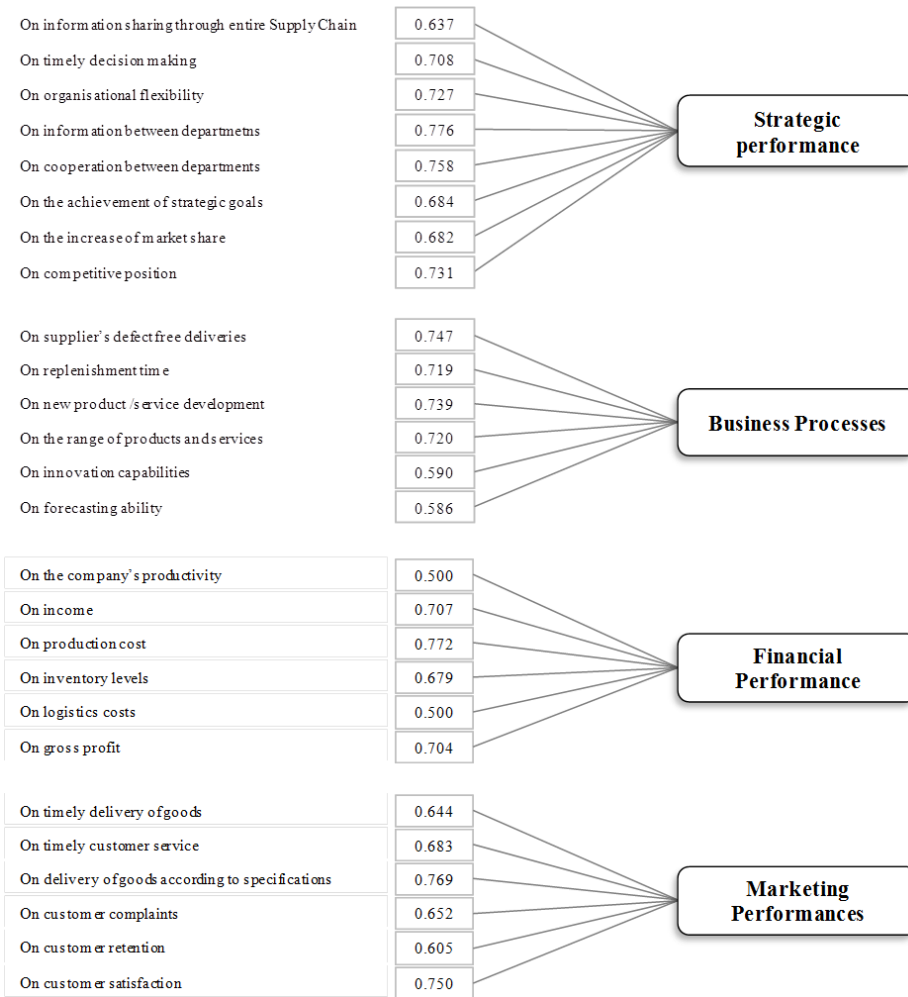 On information sharing through entire Supply Chain 0.637
On timely decision making 0.708
On organisational flexibility 0.727
On information between departmetns 0.776
On cooperation between departments 0.758
On the achievement of strategic goals 0.684
On the increase of market share 0.682
On competitive position 0.731
Strategic
performance
On supplier's defect free deliveries 0.747
On replenishment time 0.719
On new product /service development 0.739
On the range of products and services 0.720
On innovation capabilities 0.590
On forecasting ability 0.586
Business Processes
On the company's productivity 0.500
On income 0.707
On production cost 0.772
On inventory levels 0.679
On logistics costs 0.500
On gross profit 0.704
Financial
Performance
On timely delivery of goods 0.644
On timely customer service 0.683
On delivery of goods according to specifications 0.769
On customer complaints 0.652
On customer retention 0.605
On customer satisfaction 0.750
Marketing
Performances